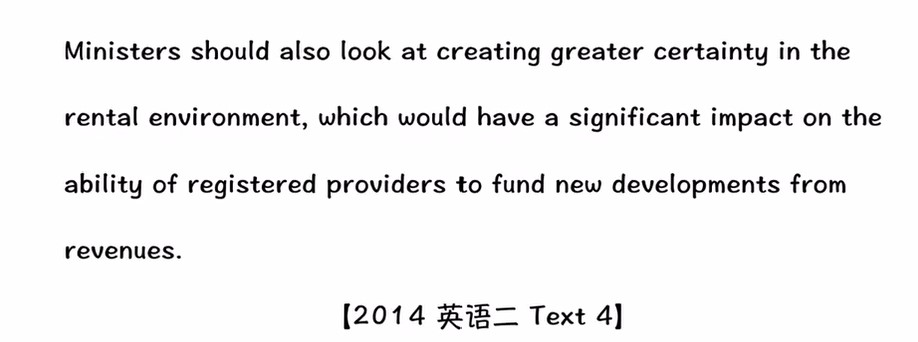 Ministers should also look at creating greater certainty in the
rental environment, which would have a significant impact on the
ability of registered providers to fund new developments from
revenues.
【2014 英语二 Text 4】